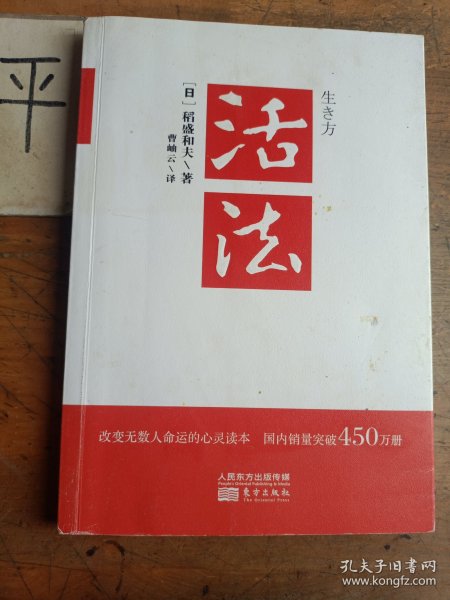 平
生き方
活法
[日]稻盛和夫\著
曹岫云/译
改变无数人命运的心灵读本 国内销量突破450万册
人民东方出版传媒
People's Oriental Publishing & Media
東方出版社
The Oriental Press
孔夫子旧书网
www.kongfz.com